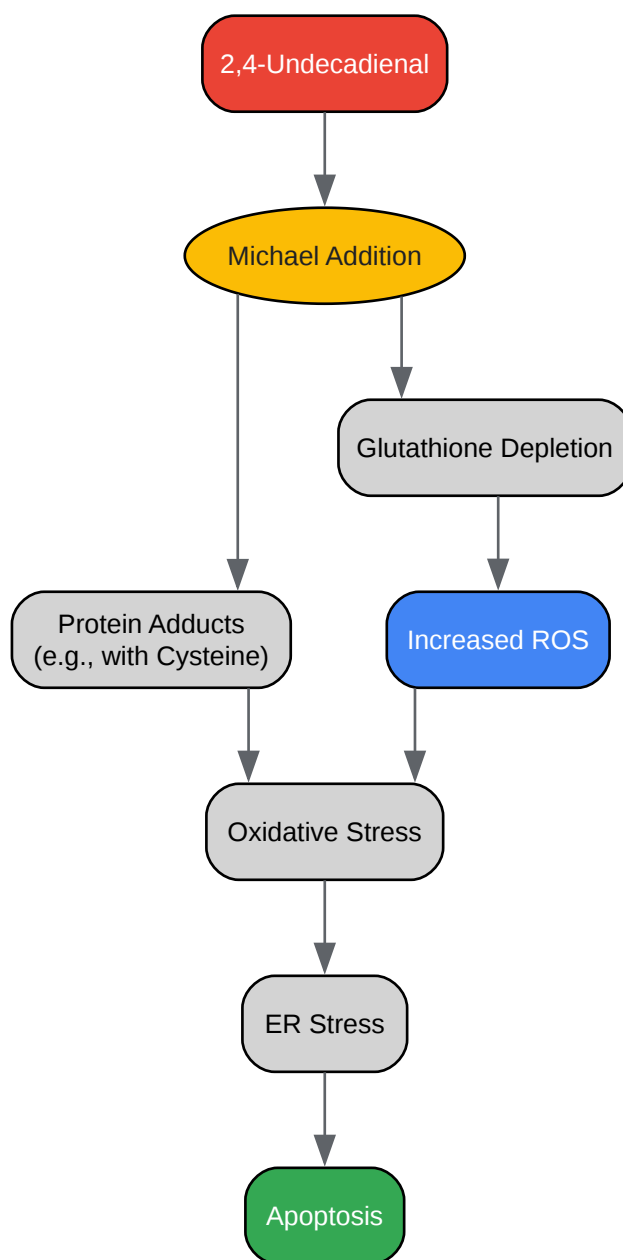 2,4-Undecadienal
Michael Addition
Glutathione Depletion
Protein Adducts
(e.g., with Cysteine)
Increased ROS
Oxidative Stress
ER Stress
Apoptosis